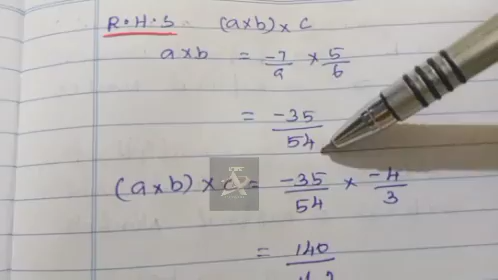 R.H.S (a×b)×c
a×b = -7/9 × 5/6
= -35/54
(a×b)×c = -35/54 × -4/3
= 140/